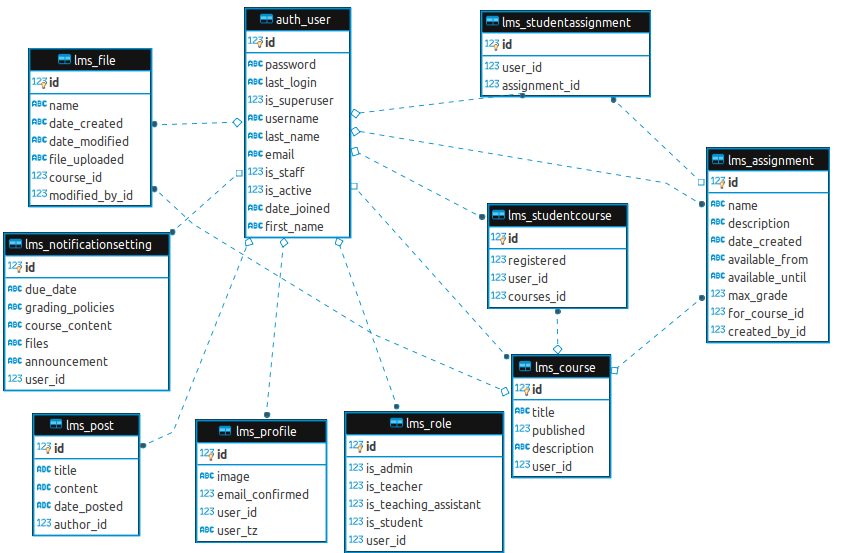 auth_user
123 id
ABC password
ABC last_login
123 is_superuser
ABC username
ABC last_name
ABC email
123 is_staff
123 is_active
ABC date_joined
ABC first_name
lms_studentassignment
123 id
123 user_id
123 assignment_id
lms_file
123 id
ABC name
ABC date_created
ABC date_modified
ABC file_uploaded
123 course_id
123 modified_by_id
lms_assignment
123 id
ABC name
ABC description
ABC date_created
ABC available_from
ABC available_until
123 max_grade
123 for_course_id
123 created_by_id
lms_studentcourse
123 id
123 registered
123 user_id
123 courses_id
lms_notificationsetting
123 id
ABC due_date
ABC grading_policies
ABC course_content
ABC files
ABC announcement
123 user_id
lms_course
123 id
ABC title
123 published
ABC description
123 user_id
lms_post
123 id
ABC title
ABC content
ABC date_posted
123 author_id
lms_profile
123 id
ABC image
123 email_confirmed
123 user_id
ABC user_tz
lms_role
123 id
123 is_admin
123 is_teacher
123 is_teaching_assistant
123 is_student
123 user_id